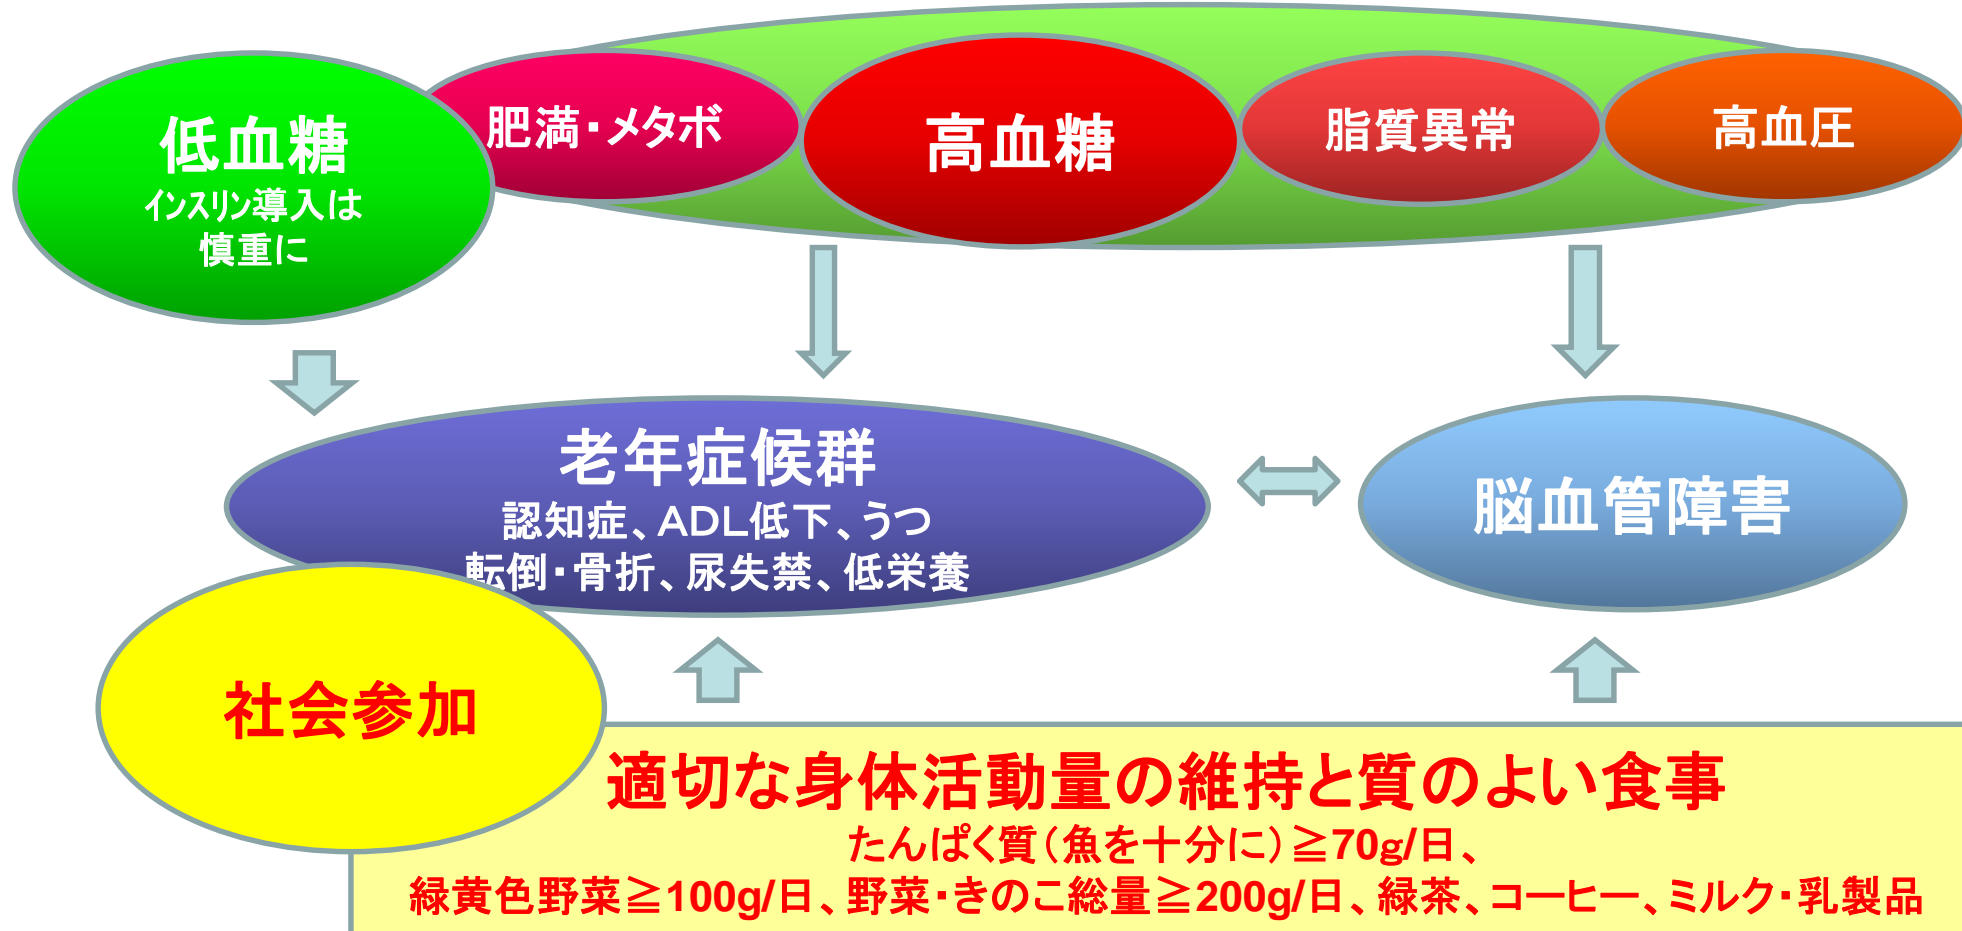 低血糖
インスリン導入は
慎重に
肥満・メタボ
高血糖
脂質異常
高血圧
老年症候群
認知症、ADL低下、うつ
転倒・骨折、尿失禁、低栄養
脳血管障害
社会参加
適切な身体活動量の維持と質のよい食事
たんぱく質（魚を十分に）≧70g/日、
緑黄色野菜≧100g/日、野菜・きのこ総量≧200g/日、緑茶、コーヒー、ミルク・乳製品